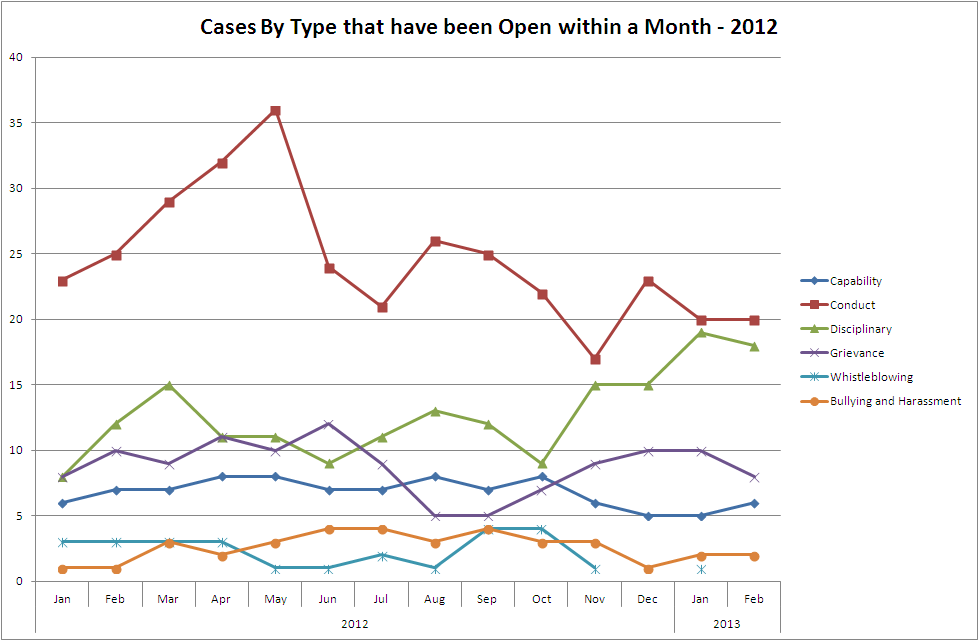 Cases By Type that have been Open within a Month - 2012
40
35
30
25
20
15
10
5
0
Jan Feb Mar Apr May Jun Jul Aug Sep Oct Nov Dec Jan Feb
2012 2013
Capability
Conduct
Disciplinary
Grievance
Whistleblowing
Bullying and Harassment